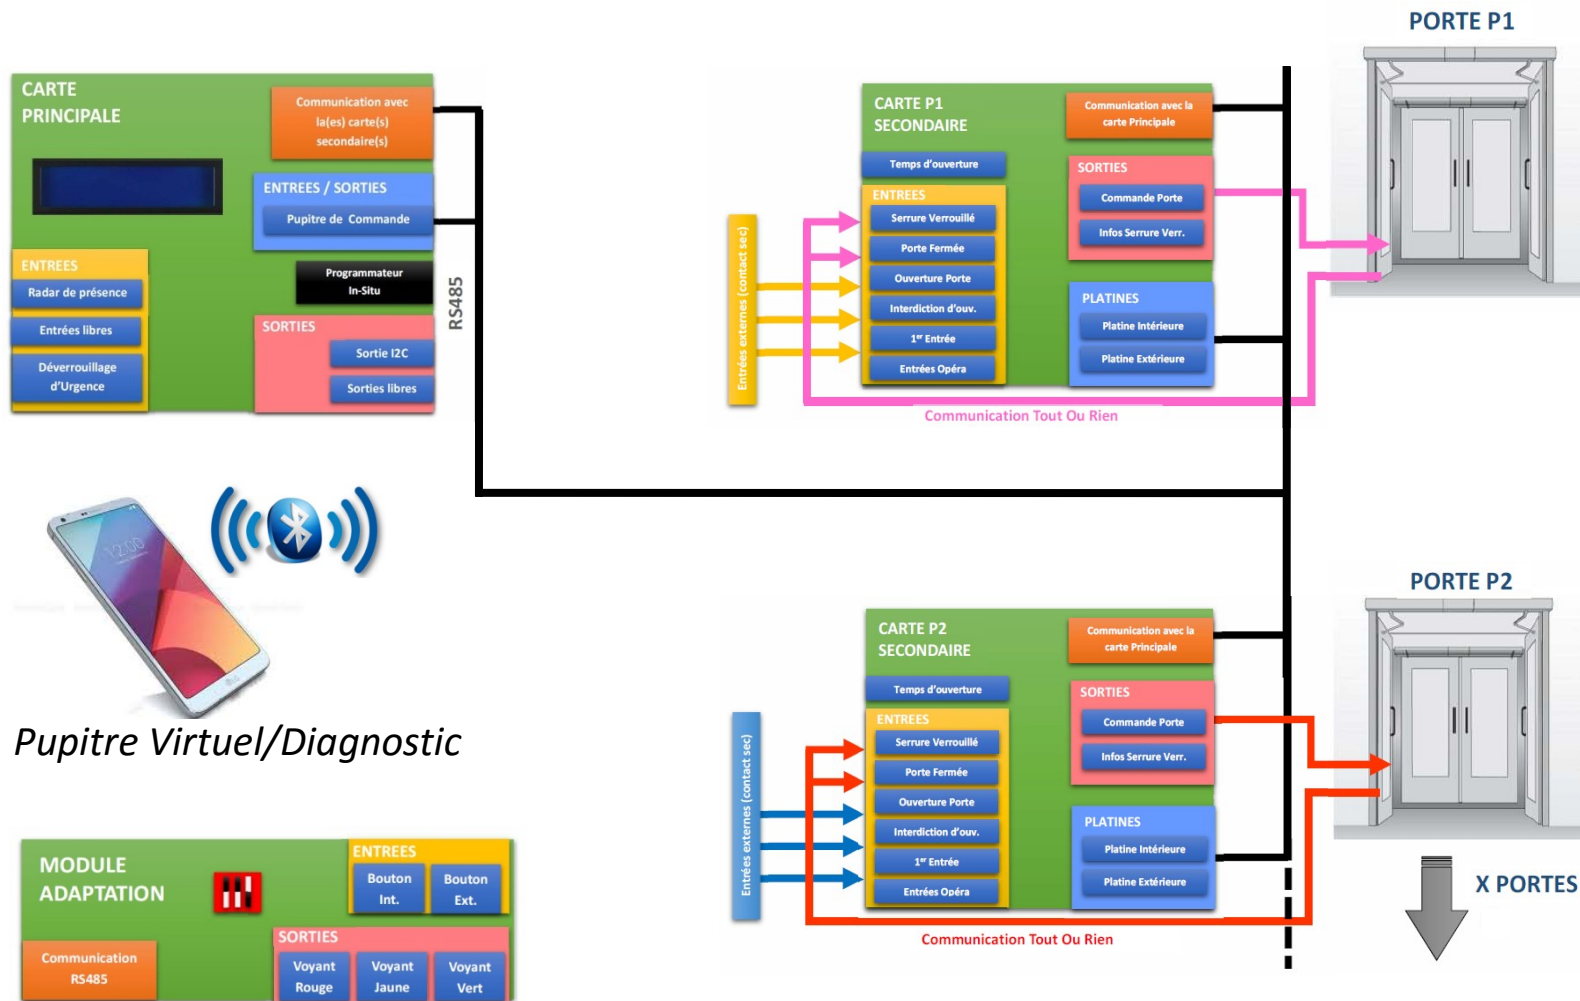 CARTE
PRINCIPALE
Communication avec
la(es) carte(s)
secondaire(s)
ENTREES / SORTIES
Pupitre de Commande
ENTREES
Radar de présence
Entrées libres
Déverrouillage
d'Urgence
Programmateur
In-Situ
SORTIES
Sortie I2C
Sorties libres
RS485
12:00
LG
Pupitre Virtuel/Diagnostic
MODULE
ADAPTATION
ENTREES
Bouton
Int.
Bouton
Ext.
Communication
RS485
SORTIES
Voyant
Rouge
Voyant
Jaune
Voyant
Vert
PORTE P1
CARTE P1
SECONDAIRE
Communication avec la
carte Principale
Temps d'ouverture
ENTREES
Serrure Verrouillé
Porte Fermée
Ouverture Porte
Interdiction d'ouv.
1er Entrée
Entrées Opéra
SORTIES
Commande Porte
Infos Serrure Verr.
PLATINES
Platine Intérieure
Platine Extérieure
Entrées externes (contact sec)
Communication Tout Ou Rien
PORTE P2
CARTE P2
SECONDAIRE
Communication avec la
carte Principale
Temps d'ouverture
ENTREES
Serrure Verrouillé
Porte Fermée
Ouverture Porte
Interdiction d'ouv.
1er Entrée
Entrées Opéra
SORTIES
Commande Porte
Infos Serrure Verr.
PLATINES
Platine Intérieure
Platine Extérieure
Entrées externes (contact sec)
Communication Tout Ou Rien
X PORTES